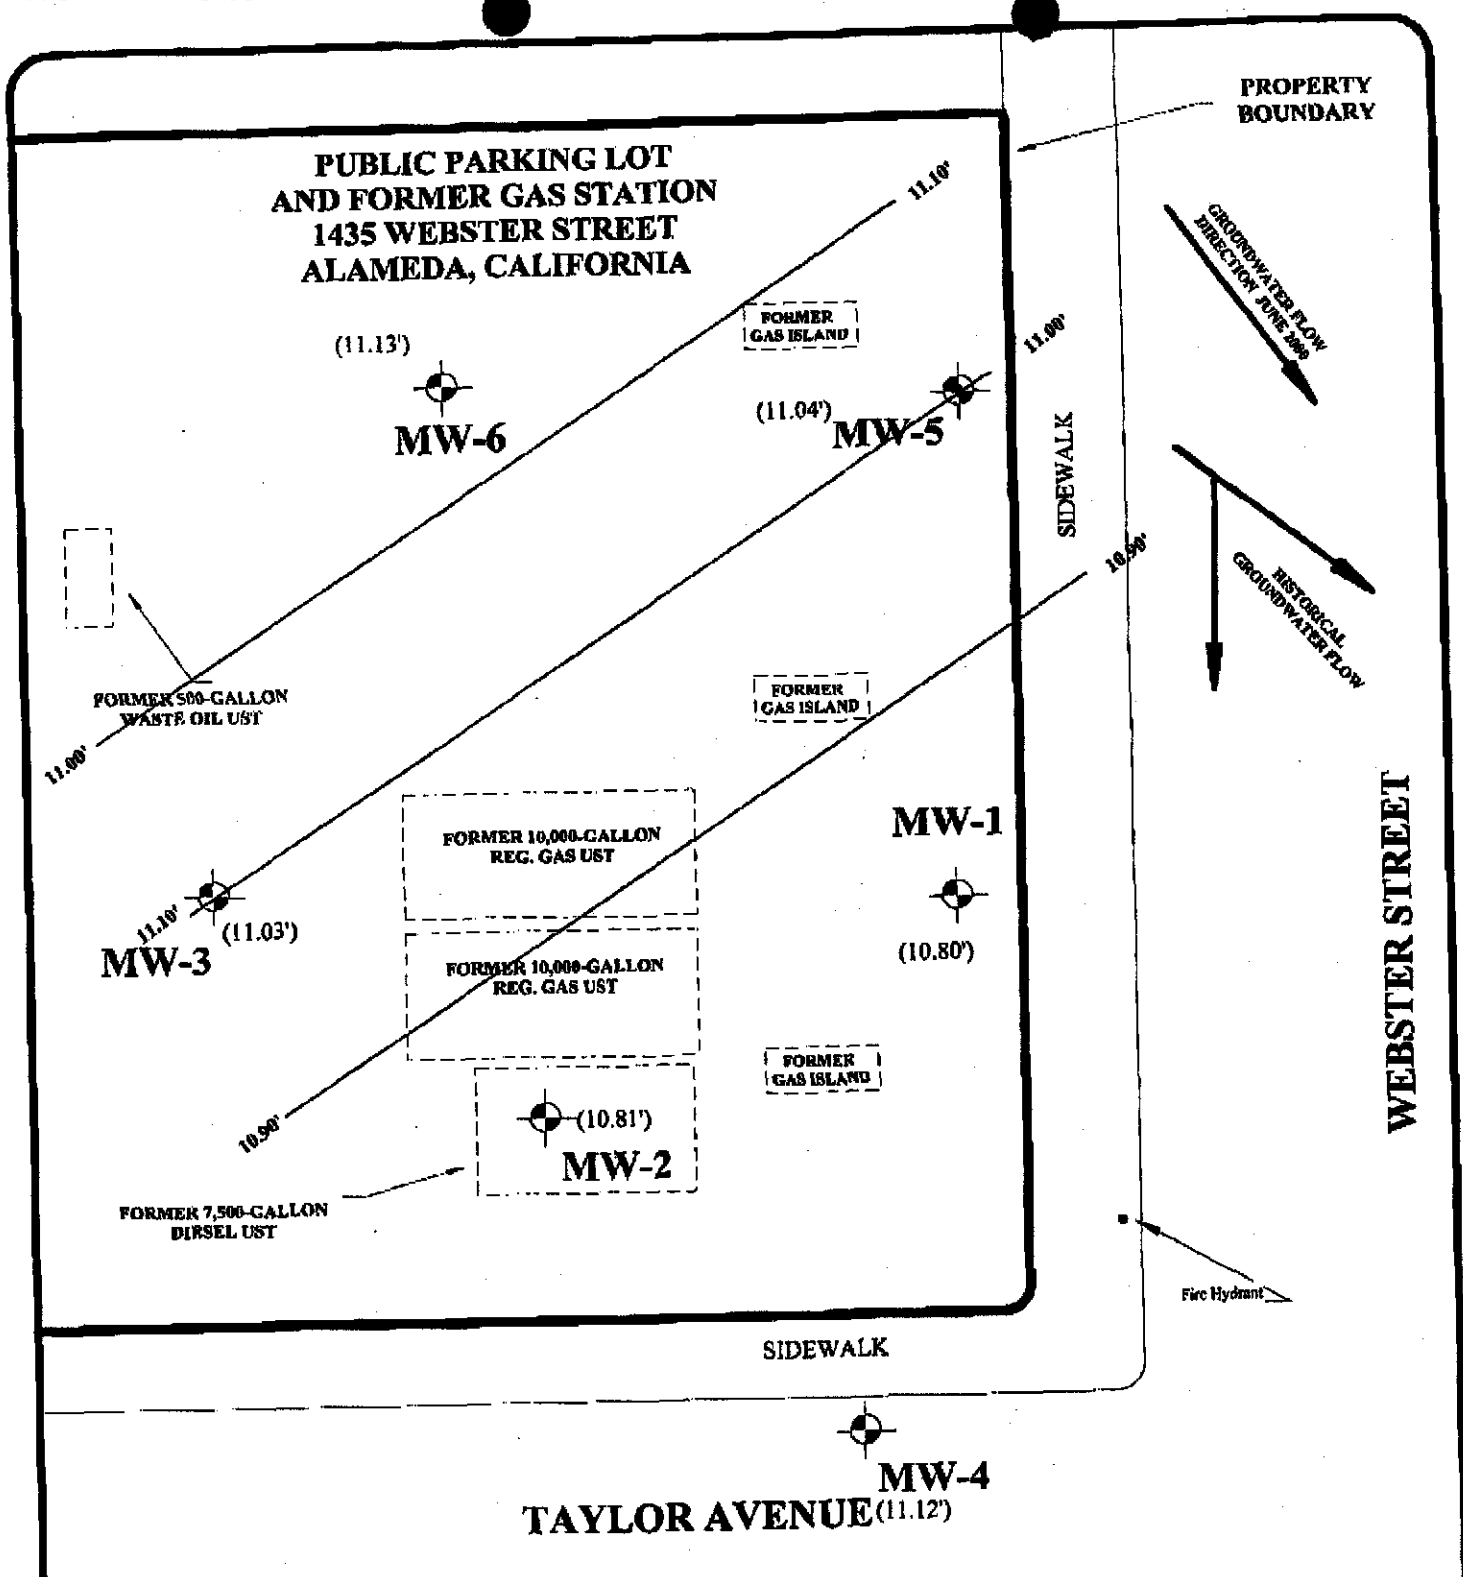 PROPERTY
BOUNDARY
PUBLIC PARKING LOT
AND FORMER GAS STATION
1435 WEBSTER STREET
ALAMEDA, CALIFORNIA
11.10'
GROUNDWATER FLOW
DIRECTION JUNE 2000
FORMER
GAS ISLAND
11.00'
(11.13')
MW-6
(11.04')
MW-5
SIDEWALK
10.90'
HISTORICAL
GROUNDWATER FLOW
FORMER 500-GALLON
WASTE OIL UST
11.00'
FORMER
GAS ISLAND
WEBSTER STREET
FORMER 10,000-GALLON
REG. GAS UST
MW-1
(10.80')
11.10'
(11.03')
MW-3
FORMER 10,000-GALLON
REG. GAS UST
FORMER
GAS ISLAND
10.90'
(10.81')
MW-2
FORMER 7,500-GALLON
DIRSEL UST
Fire Hydrant
SIDEWALK
MW-4
TAYLOR AVENUE (11.12')